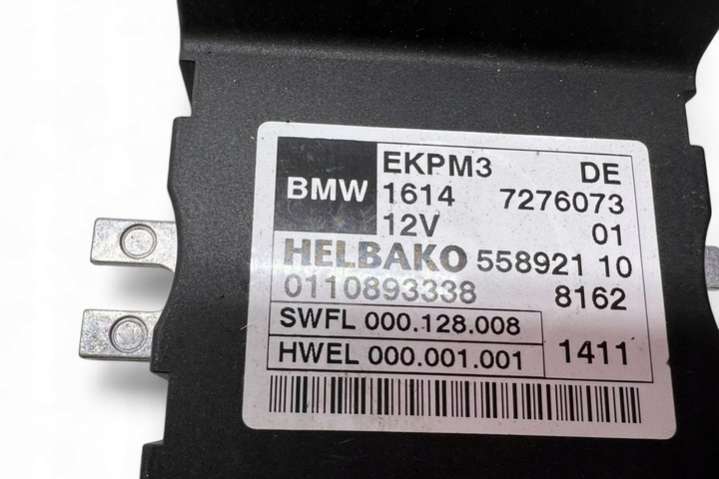 BMW
EKPM3 DE
1614 7276073
12V 01
HELBAKO 558921 10
0110893338 8162
SWFL 000.128.008
HWEL 000.001.001 1411